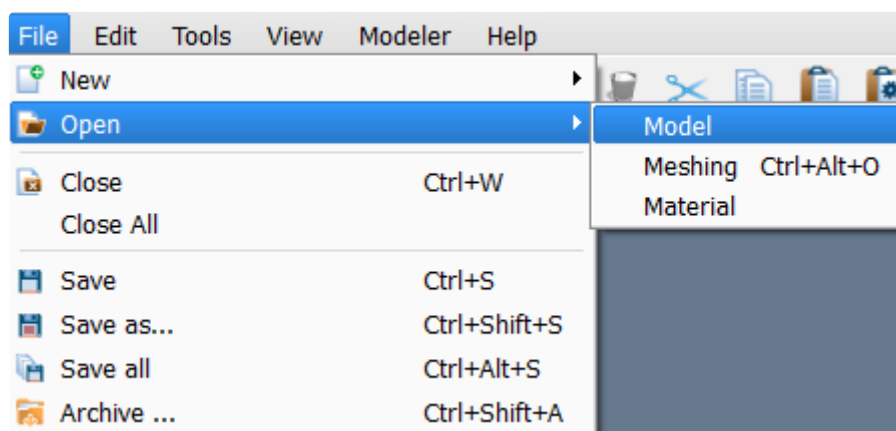 File Edit Tools View Modeler Help
New
Open
Model
Meshing Ctrl+Alt+O
Material
Close Ctrl+W
Close All
Save Ctrl+S
Save as... Ctrl+Shift+S
Save all Ctrl+Alt+S
Archive ... Ctrl+Shift+A